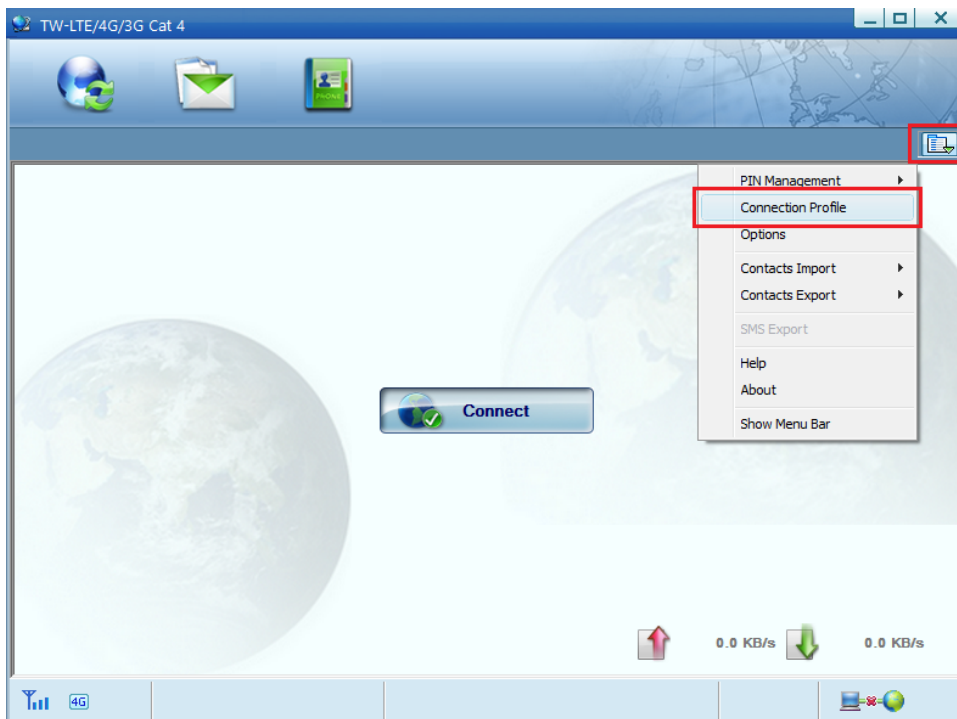 TW-LTE/4G/3G Cat 4
PHONE
PIN Management
Connection Profile
Options
Contacts Import
Contacts Export
SMS Export
Help
About
Show Menu Bar
Connect
0.0 KB/s 0.0 KB/s
4G